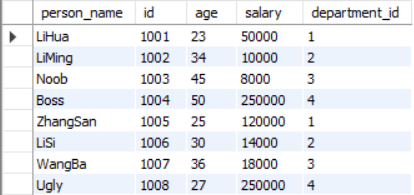 person_name id age salary department_id
LiHua 1001 23 50000 1
LiMing 1002 34 10000 2
Noob 1003 45 8000 3
Boss 1004 50 250000 4
ZhangSan 1005 25 120000 1
LiSi 1006 30 14000 2
WangBa 1007 36 18000 3
Ugly 1008 27 250000 4